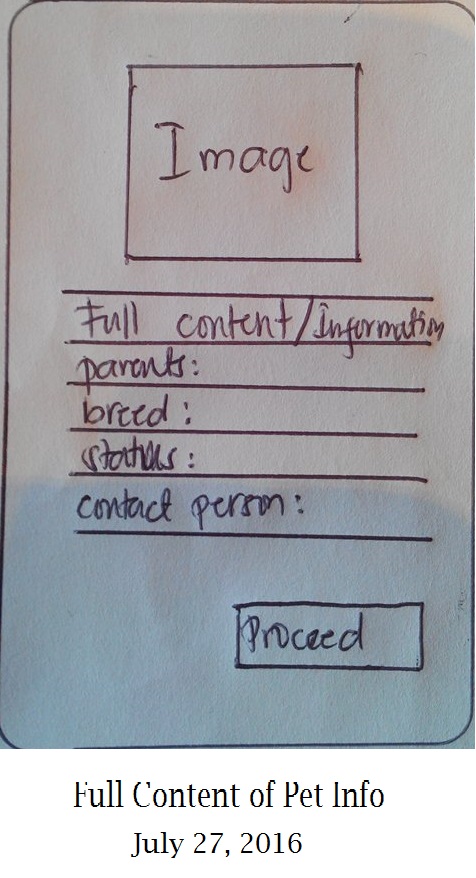 Image
Full content/Information
parents:
breed:
status:
contact person:
Proceed
Full Content of Pet Info
July 27, 2016